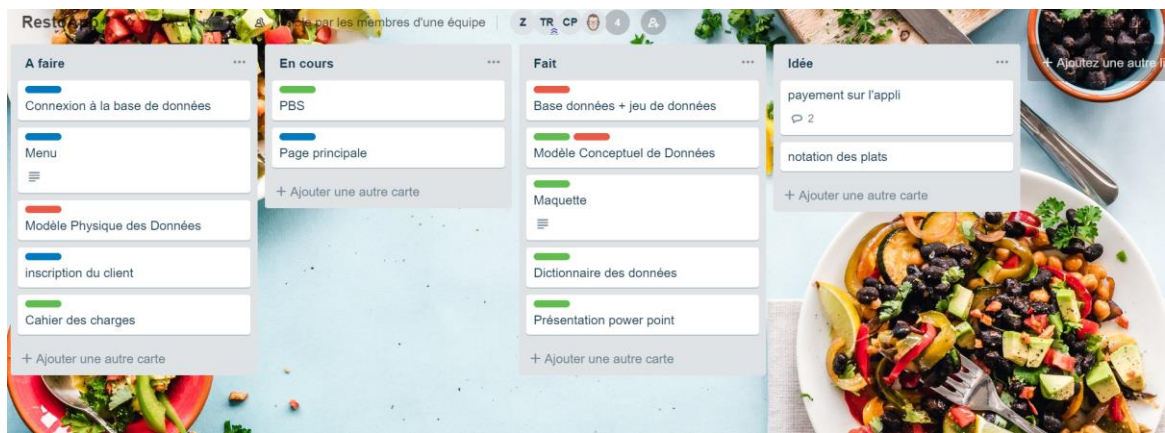 RestoApp
par les membres d'une équipe
Z TR CP 4
A faire
Connexion à la base de données
Menu
Modèle Physique des Données
inscription du client
Cahier des charges
+ Ajouter une autre carte
En cours
PBS
Page principale
+ Ajouter une autre carte
Fait
Base données + jeu de données
Modèle Conceptuel de Données
Maquette
Dictionnaire des données
Présentation power point
+ Ajouter une autre carte
Idée
payement sur l'appli
2
notation des plats
+ Ajouter une autre carte
+ Ajoutez une autre li